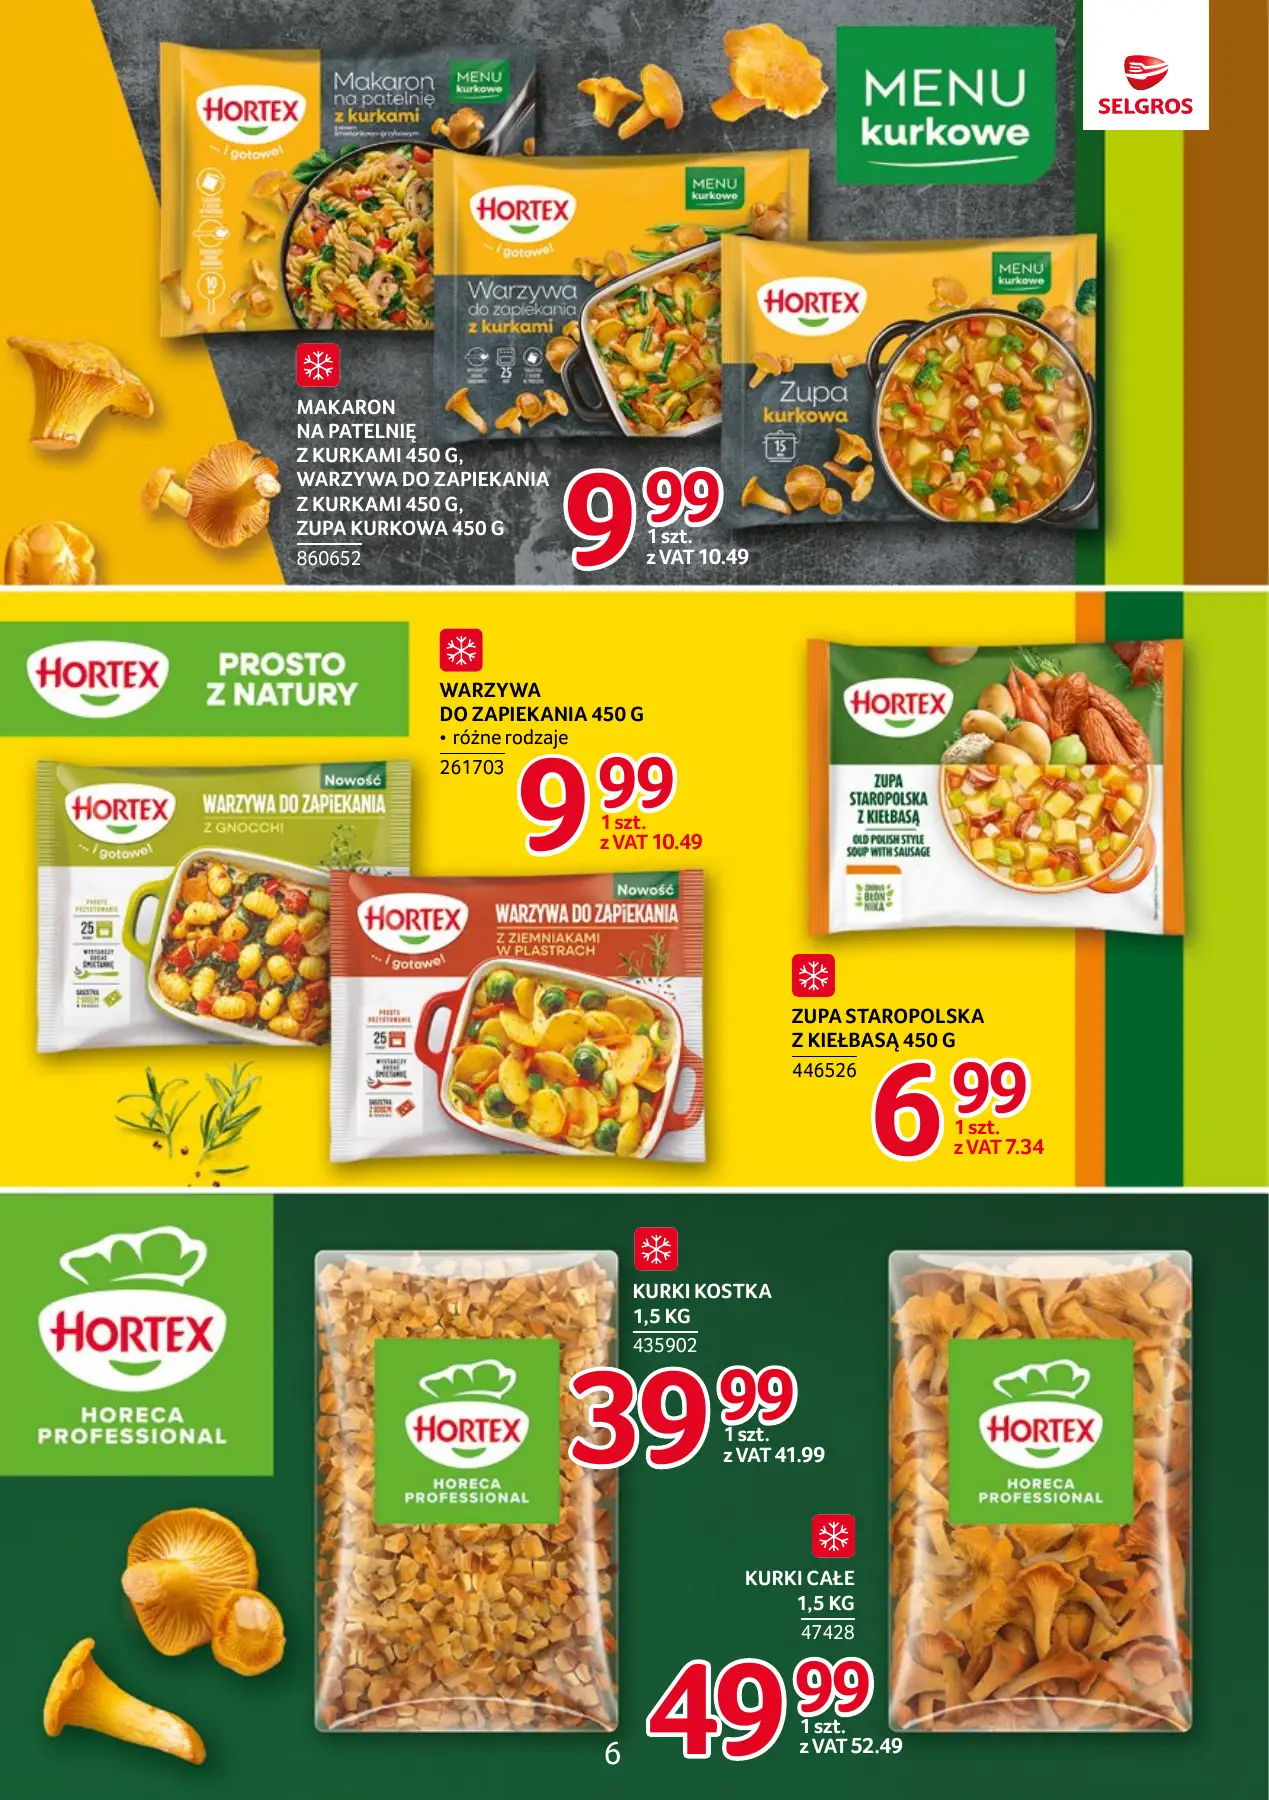 SELGROS
MENU
kurkowe
HORTEX
... i gotowe!
Makaron
na patelnię
z kurkami
MENU
kurkowe
10
HORTEX
... i gotowe!
MENU
kurkowe
Warzywa
do zapiekania
z kurkami
25
HORTEX
MENU
kurkowe
Zupa
kurkowa
15
MAKARON
NA PATELNIĘ
Z KURKAMI 450 G,
WARZYWA DO ZAPIEKANIA
Z KURKAMI 450 G,
ZUPA KURKOWA 450 G
860652
9 99
1 szt.
z VAT 10.49
HORTEX
PROSTO
Z NATURY
WARZYWA
DO ZAPIEKANIA 450 G
• różne rodzaje
261703
9 99
1 szt.
z VAT 10.49
HORTEX
... i gotowe!
Nowość
WARZYWA DO ZAPIEKANIA
Z GNOCCHI
PROSTE
PRZYGOTOWANIE
25
WYSTARCZY
DODAĆ
ŚMIETANKĘ
SASZETKA
Z SOSEM
HORTEX
... i gotowe!
Nowość
WARZYWA DO ZAPIEKANIA
Z ZIEMNIAKAMI
W PLASTRACH
PROSTE
PRZYGOTOWANIE
25
WYSTARCZY
DODAĆ
ŚMIETANKĘ
SASZETKA
Z SOSEM
HORTEX
ZUPA
STAROPOLSKA
Z KIEŁBASĄ
OLD POLISH STYLE
SOUP WITH SAUSAGE
ŹRÓDŁO
BŁON
NIKA
ZUPA STAROPOLSKA
Z KIEŁBASĄ 450 G
446526
6 99
1 szt.
z VAT 7.34
HORTEX
HORECA
PROFESSIONAL
HORTEX
HORECA
PROFESSIONAL
KURKI KOSTKA
1,5 KG
435902
39 99
1 szt.
z VAT 41.99
HORTEX
HORECA
PROFESSIONAL
KURKI CAŁE
1,5 KG
47428
49 99
1 szt.
z VAT 52.49
6